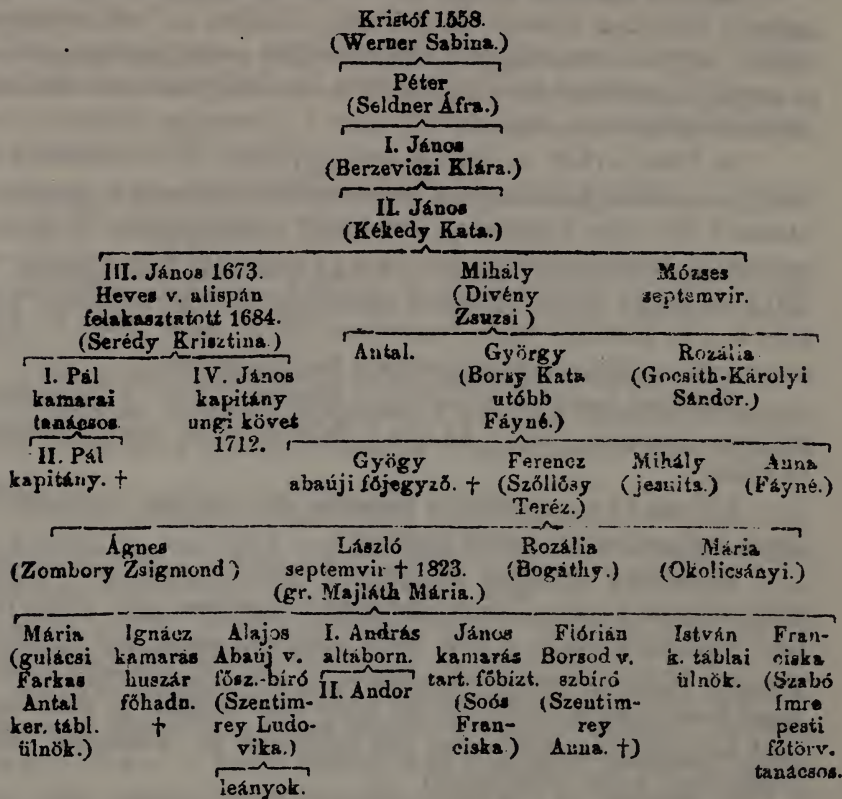 Kristóf 1558.
(Werner Sabina.)
Péter
(Seldner Áfra.)
I. János
(Berzeviczi Klára.)
II. János
(Kékedy Kata.)
III. János 1673. Mihály Mózses
Heves v. alispán (Divény septemvir.
felakasztatott 1684. Zsuzsi )
(Serédy Krisztina.)
Antal. György Rozália
I. Pál IV. János (Borsy Kata (Gocsith-Károlyi
kamarai kapitány utóbb Sándor.)
tanácsos. ungi követ Fáyné.)
1712.
II. Pál Gyögy Ferencz Mihály Anna
kapitány. † abaúji főjegyző. † (Szőllősy (jesuita.) (Fáyné.)
Teréz.)
Ágnes László Rozália Mária
(Zombory Zsigmond ) septemvir † 1823. (Bogáthy.) (Okolicsányi.)
(gr. Majláth Mária.)
Mária Ignácz Alajos I. András János Flórián István Fran-
(gulácsi kamarás Abaúj v. altáborn. kamarás Borsod v. k. táblai ciska
Farkas huszár fősz.-bíró II. Andor tart. főbizt. szbíró ülnök. (Szabó
Antal főhadn. (Szentim- (Soós (Szentim- Imre
ker. tábl. † rey Ludo- Fran- rey pesti
ülnök.) vika.) ciska.) Anna. †) főtörv.
tanácsos.
leányok.